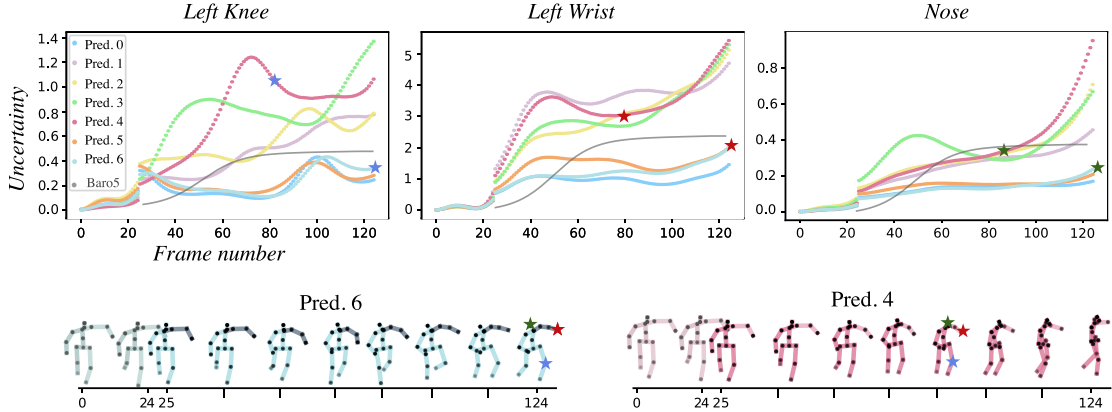 Left Knee
Left Wrist
Nose
Uncertainty
1.4
1.2
1.0
0.8
0.6
0.4
0.2
0.0
Pred. 0
Pred. 1
Pred. 2
Pred. 3
Pred. 4
Pred. 5
Pred. 6
Baro5
0 20 40 60 80 100 120
Frame number
5
4
3
2
1
0
0 20 40 60 80 100 120
0.8
0.6
0.4
0.2
0.0
0 20 40 60 80 100 120
Pred. 6
0 24 25 124
Pred. 4
0 24 25 124